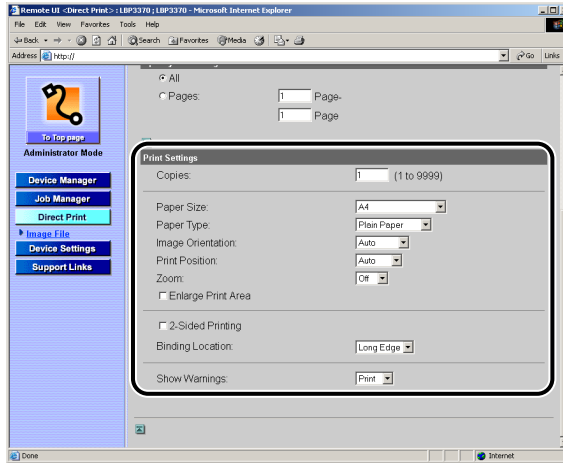 Remote UI <Direct Print> : LBP3370 ; LBP3370 - Microsoft Internet Explorer
File Edit View Favorites Tools Help
Back Search Favorites Media
Address http:// Go Links
All
Pages: 1 Page-
1 Page
To Top page
Administrator Mode
Device Manager
Job Manager
Direct Print
Image File
Device Settings
Support Links
Print Settings
Copies: 1 (1 to 9999)
Paper Size: A4
Paper Type: Plain Paper
Image Orientation: Auto
Print Position: Auto
Zoom: Off
Enlarge Print Area
2-Sided Printing
Binding Location: Long Edge
Show Warnings: Print
Done Internet